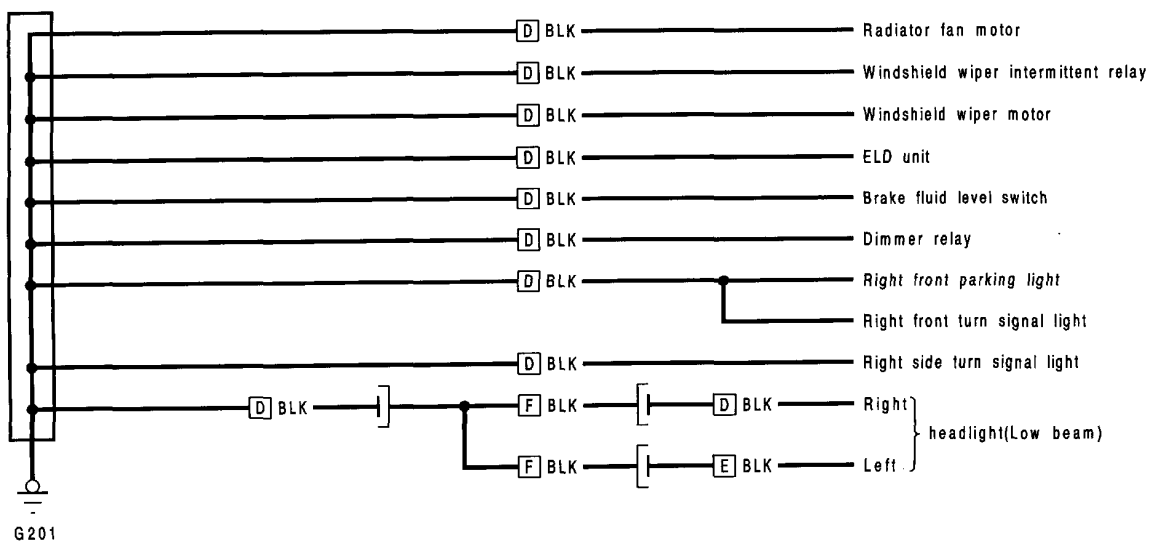 D BLK Radiator fan motor
D BLK Windshield wiper intermittent relay
D BLK Windshield wiper motor
D BLK ELD unit
D BLK Brake fluid level switch
D BLK Dimmer relay
D BLK Right front parking light
Right front turn signal light
D BLK Right side turn signal light
D BLK F BLK D BLK Right
headlight(Low beam)
F BLK E BLK Left
G201